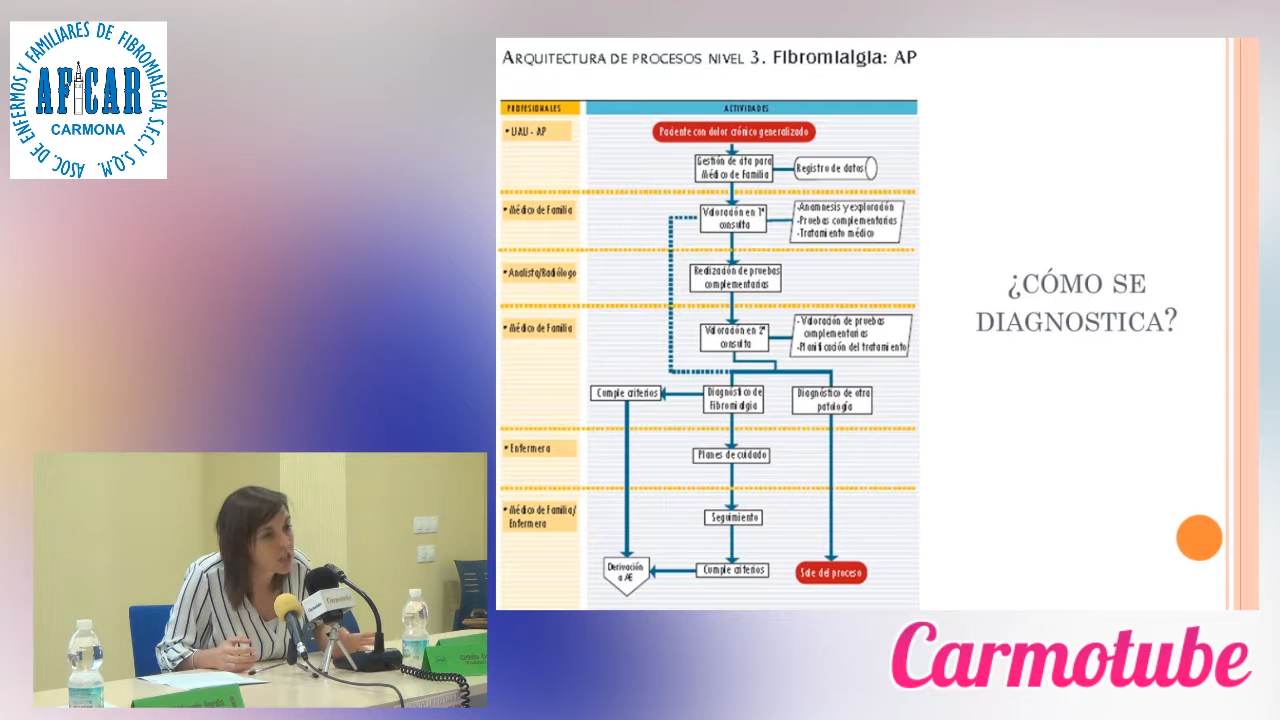 ASOC. DE ENFERMOS Y FAMILIARES DE FIBROMIALGIA, S.F.C. Y S.Q.M.
AFICAR
CARMONA
ARQUITECTURA DE PROCESOS NIVEL 3. Fibromialgia: AP
PROFESIONALES
ACTIVIDADES
• UAU - AP
Paciente con dolor crónico generalizado
Gestión de cita para
Médico de Familia
Registro de datos
• Médico de Familia
Valoración en 1ª
consulta
-Anamnesis y exploración
-Pruebas complementarias
-Tratamiento médico
• Analista/Radiólogo
Realización de pruebas
complementarias
• Médico de Familia
Valoración en 2ª
consulta
- Valoración de pruebas
complementarias
-Planificación del tratamiento
Cumple criterios
Diagnóstico de
Fibromialgia
Diagnóstico de otra
patología
• Enfermera
Planes de cuidado
• Médico de Familia/
Enfermera
Seguimiento
Derivación
a AE
Cumple criterios
Sale del proceso
¿CÓMO SE
DIAGNOSTICA?
Carmotube